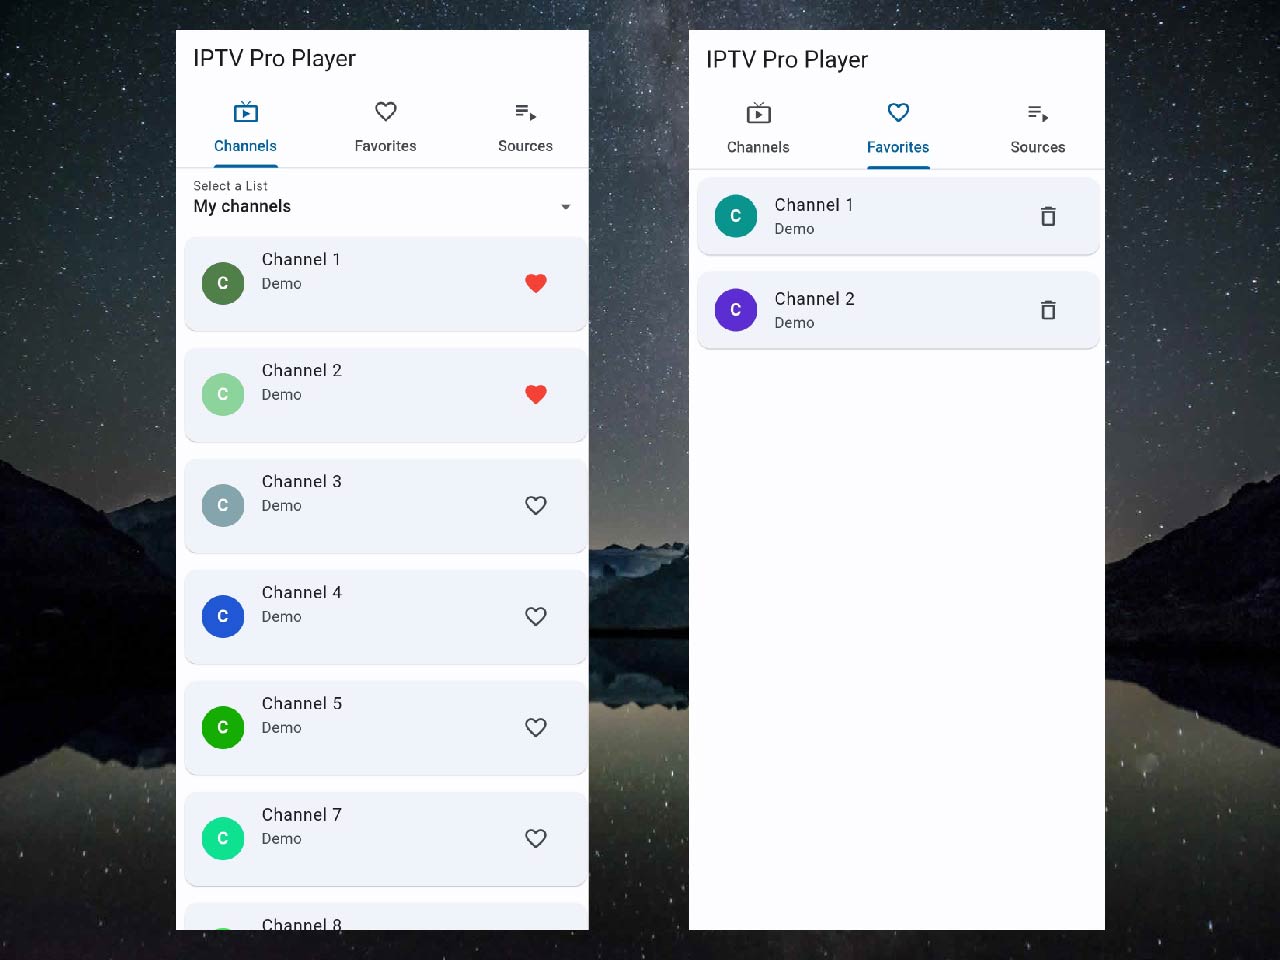 IPTV Pro Player
Channels
Favorites
Sources
Select a List
My channels
C
Channel 1
Demo
C
Channel 2
Demo
C
Channel 3
Demo
C
Channel 4
Demo
C
Channel 5
Demo
C
Channel 7
Demo
Channel 8
IPTV Pro Player
Channels
Favorites
Sources
C
Channel 1
Demo
C
Channel 2
Demo